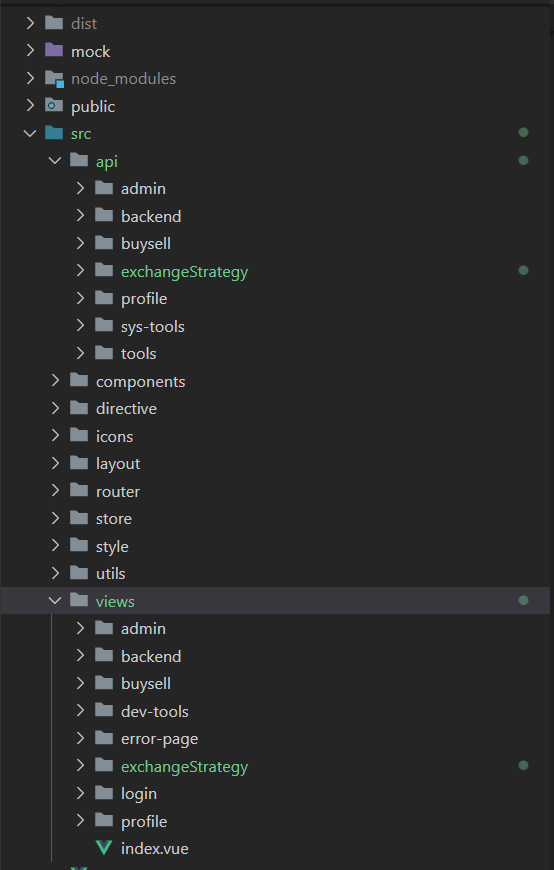 dist
mock
node_modules
public
src
api
admin
backend
buysell
exchangeStrategy
profile
sys-tools
tools
components
directive
icons
layout
router
store
style
utils
views
admin
backend
buysell
dev-tools
error-page
exchangeStrategy
login
profile
index.vue